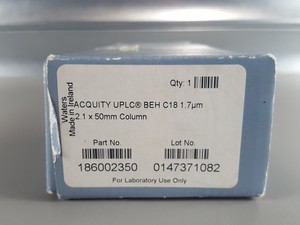 Qty: 1
ACQUITY UPLC® BEH C18 1.7µm
2.1 x 50mm Column
Waters
Made in Ireland
Part No. Lot No.
186002350 0147371082
For Laboratory Use Only